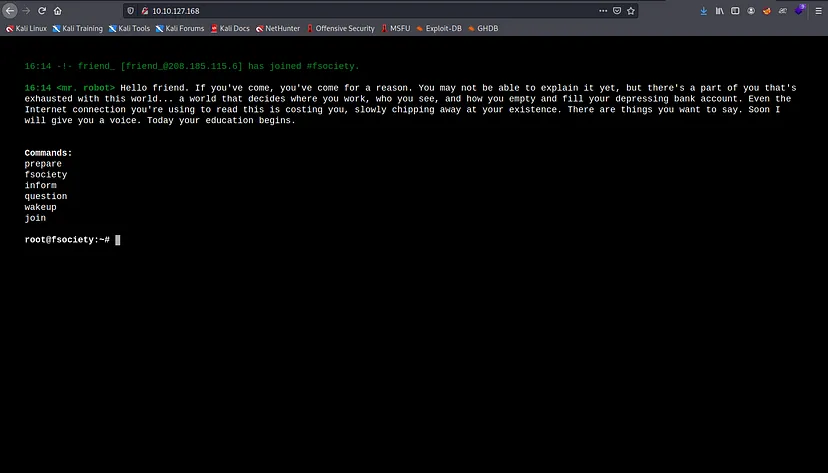 10.10.127.168
Kali Linux Kali Training Kali Tools Kali Forums Kali Docs NetHunter Offensive Security MSFU Exploit-DB GHDB
16:14 -!- friend_ [friend_@208.185.115.6] has joined #fsociety.
16:14 <mr. robot> Hello friend. If you've come, you've come for a reason. You may not be able to explain it yet, but there's a part of you that's
exhausted with this world... a world that decides where you work, who you see, and how you empty and fill your depressing bank account. Even the
Internet connection you're using to read this is costing you, slowly chipping away at your existence. There are things you want to say. Soon I
will give you a voice. Today your education begins.
Commands:
prepare
fsociety
inform
question
wakeup
join
root@fsociety:~#